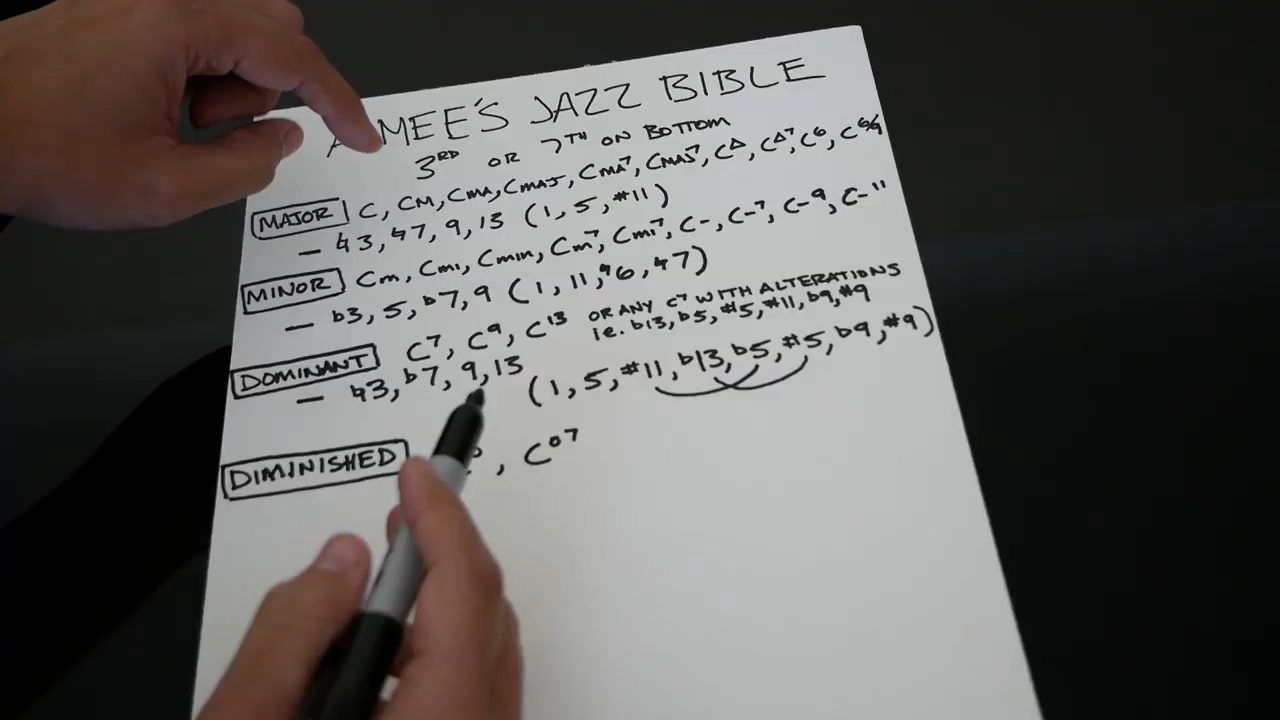 AIMEE'S JAZZ BIBLE
3RD OR 7TH ON BOTTOM
MAJOR C, CM, CMA, CMAJ, CMA7, CMAJ7, C△, C△7, C6, C6/9
— ♮3, ♮7, 9, 13 (1, 5, #11)
MINOR Cm, Cmi, Cmin, Cm7, Cmi7, C-, C-7, C-9, C-11
— b3, 5, b7, 9 (1, 11, ♮6, ♮7)
DOMINANT C7, C9, C13 OR ANY C7 WITH ALTERATIONS
ie. b13, b5, #5, #11, b9, #9
— ♮3, b7, 9, 13 (1, 5, #11, b13, b5, #5, b9, #9)
DIMINISHED , C°7